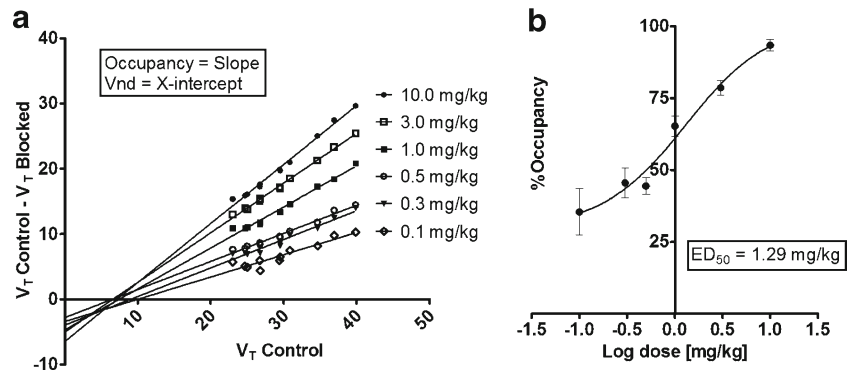 a
40
30
20
10
0
-10
10
20
30
40
50
V_T Control - V_T Blocked
V_T Control
Occupancy = Slope
Vnd = X-intercept
10.0 mg/kg
3.0 mg/kg
1.0 mg/kg
0.5 mg/kg
0.3 mg/kg
0.1 mg/kg
b
100
75
50
25
%Occupancy
ED50 = 1.29 mg/kg
-1.5
-1.0
-0.5
0.0
0.5
1.0
1.5
Log dose [mg/kg]